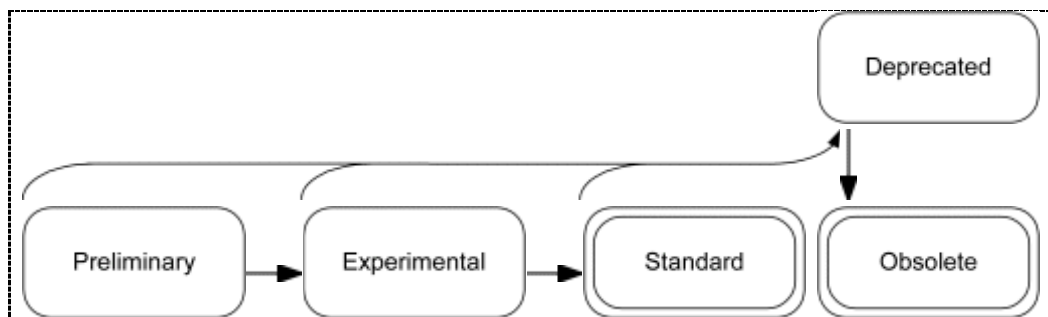 Deprecated
Preliminary
Experimental
Standard
Obsolete